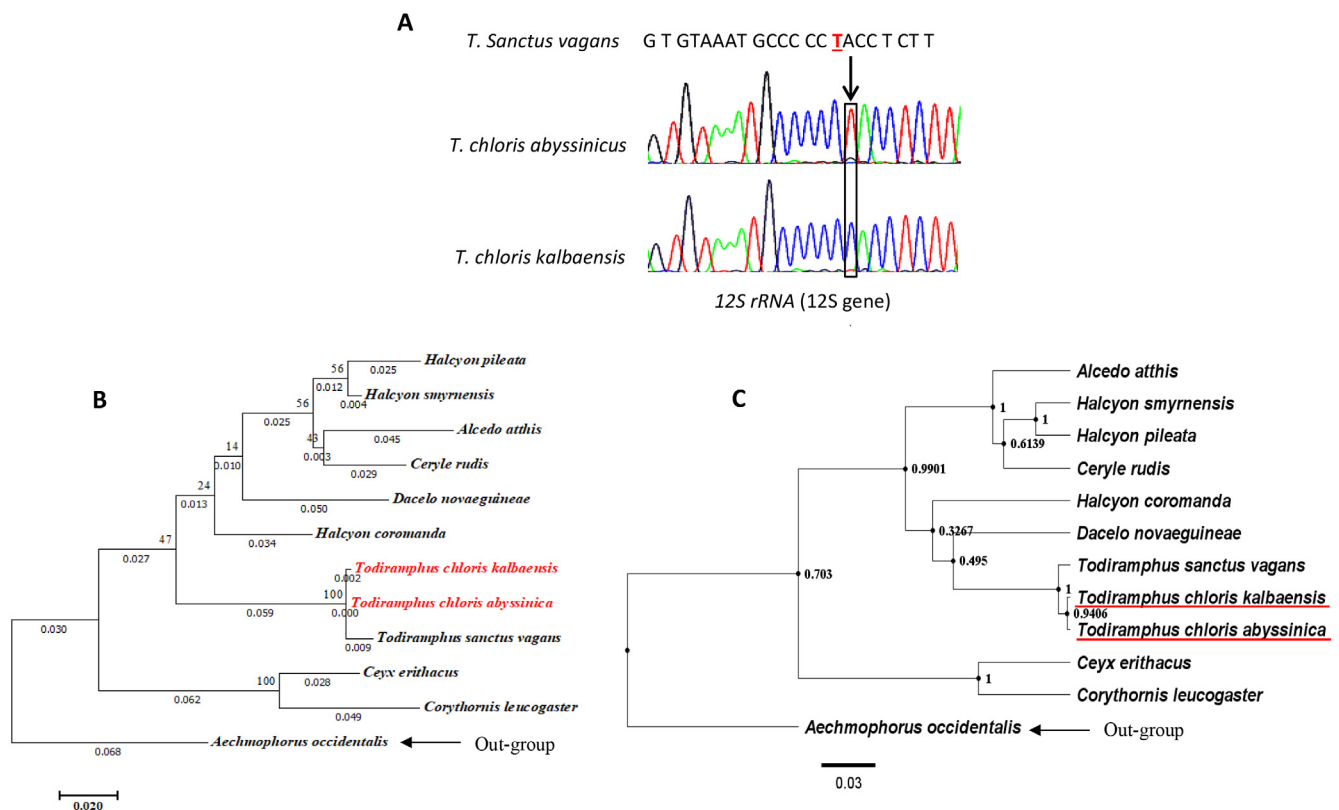 A
T. Sanctus vagans G T GTAAAT GCCCC CC TACC T CTT T
T. chloris abyssinicus
T. chloris kalbaensis
12S rRNA (12S gene)
B
Halcyon pileata
56
0.025
0.012
Halcyon smyrnensis
0.004
56
0.025
Alcedo atthis
43
0.045
0.003
Ceryle rudis
0.029
14
0.010
Dacelo novaeguineae
0.050
24
0.013
Halcyon coromanda
0.034
47
0.027
Todiramphus chloris kalbaensis
0.002
100
Todiramphus chloris abyssinica
0.059
0.000
Todiramphus sanctus vagans
0.009
0.030
Ceyx erithacus
100
0.028
0.062
Corythornis leucogaster
0.049
Aechmophorus occidentalis
Out-group
0.068
0.020
C
Alcedo atthis
1
Halcyon smyrnensis
1
Halcyon pileata
0.6139
Ceryle rudis
0.9901
Halcyon coromanda
0.3267
Dacelo novaeguineae
0.495
Todiramphus sanctus vagans
0.703
1
Todiramphus chloris kalbaensis
0.9406
Todiramphus chloris abyssinica
Ceyx erithacus
1
Corythornis leucogaster
Aechmophorus occidentalis
Out-group
0.03